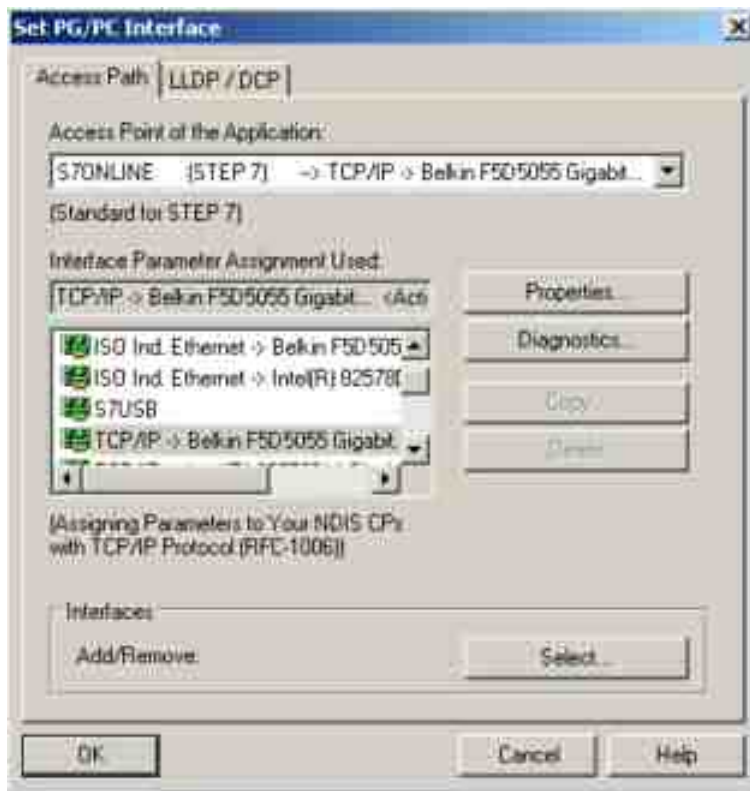 Set PG/PC Interface
Access Path
LLDP / DCP
Access Point of the Application:
S7ONLINE (STEP 7) -> TCP/IP -> Belkin F5D5055 Gigabit...
(Standard for STEP 7)
Interface Parameter Assignment Used:
TCP/IP -> Belkin F5D5055 Gigabit... <Acti
Properties...
Diagnostics...
Copy...
Delete
ISO Ind. Ethernet -> Belkin F5D505
ISO Ind. Ethernet -> Intel(R) 82578D
S7USB
TCP/IP -> Belkin F5D5055 Gigabit.
(Assigning Parameters to Your NDIS CPs
with TCP/IP Protocol (RFC-1006))
Interfaces
Add/Remove:
Select...
OK
Cancel
Help